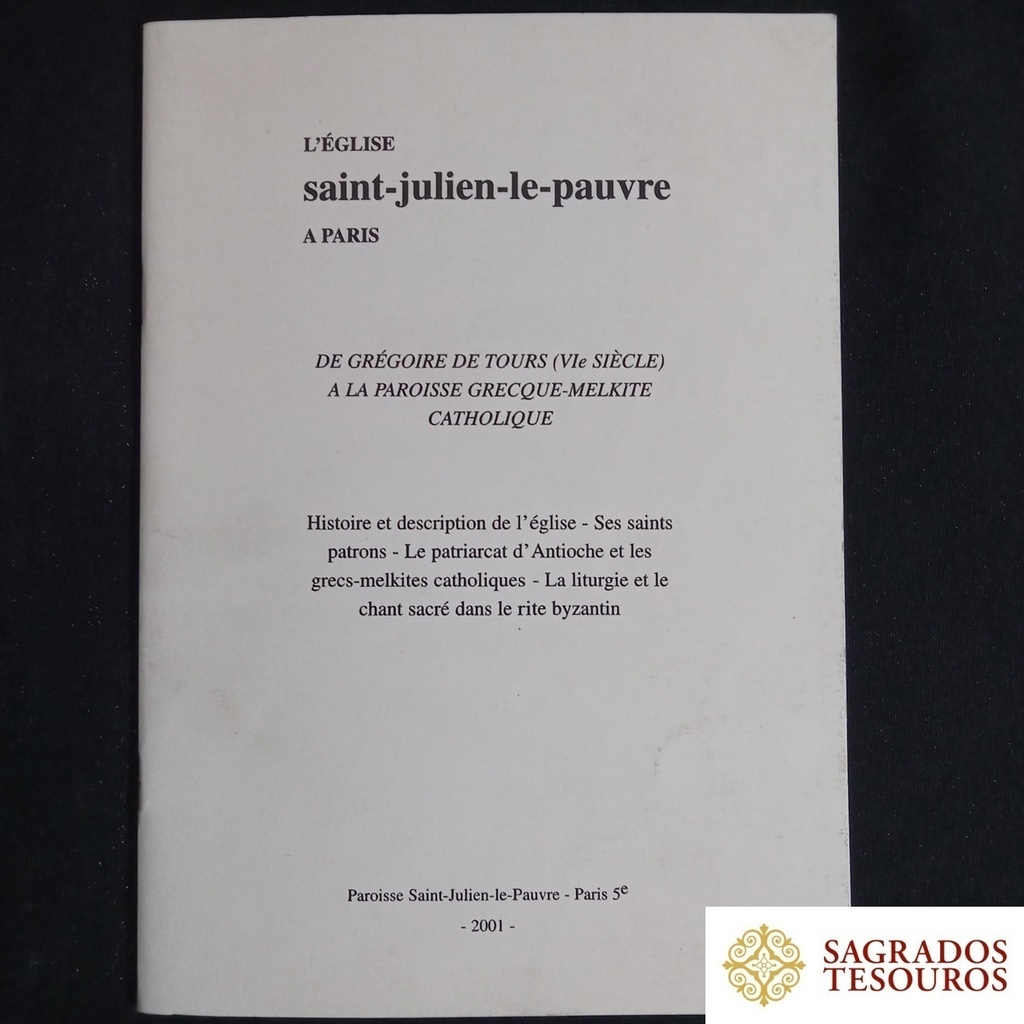 L'ÉGLISE
saint-julien-le-pauvre
A PARIS
DE GRÉGOIRE DE TOURS (VIe SIÈCLE)
A LA PAROISSE GRECQUE-MELKITE
CATHOLIQUE
Histoire et description de l'église - Ses saints
patrons - Le patriarcat d'Antioche et les
grecs-melkites catholiques - La liturgie et le
chant sacré dans le rite byzantin
Paroisse Saint-Julien-le-Pauvre - Paris 5e
- 2001 -
SAGRADOS
TESOUROS